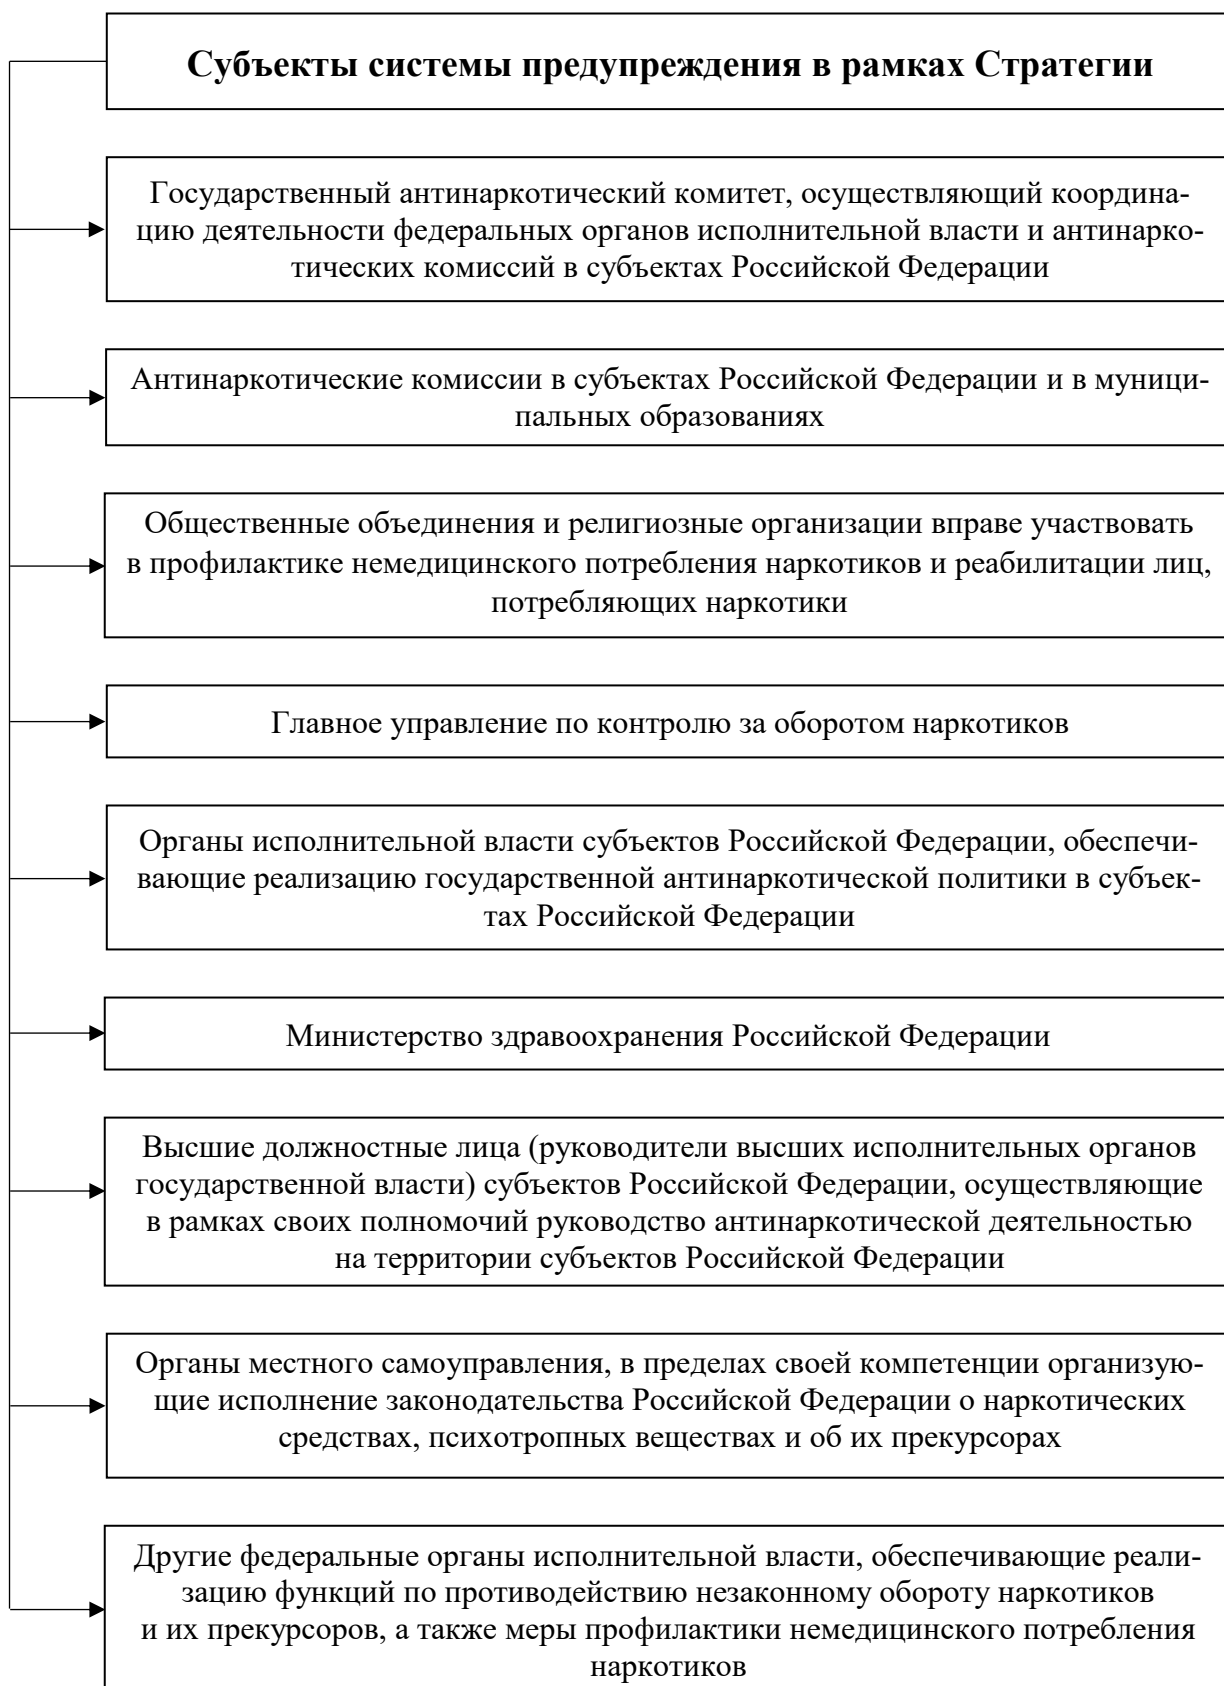 Субъекты системы предупреждения в рамках Стратегии
Государственный антинаркотический комитет, осуществляющий координа-
цию деятельности федеральных органов исполнительной власти и антинарко-
тических комиссий в субъектах Российской Федерации
Антинаркотические комиссии в субъектах Российской Федерации и в муници-
пальных образованиях
Общественные объединения и религиозные организации вправе участвовать
в профилактике немедицинского потребления наркотиков и реабилитации лиц,
потребляющих наркотики
Главное управление по контролю за оборотом наркотиков
Органы исполнительной власти субъектов Российской Федерации, обеспечи-
вающие реализацию государственной антинаркотической политики в субъек-
тах Российской Федерации
Министерство здравоохранения Российской Федерации
Высшие должностные лица (руководители высших исполнительных органов
государственной власти) субъектов Российской Федерации, осуществляющие
в рамках своих полномочий руководство антинаркотической деятельностью
на территории субъектов Российской Федерации
Органы местного самоуправления, в пределах своей компетенции организую-
щие исполнение законодательства Российской Федерации о наркотических
средствах, психотропных веществах и об их прекурсорах
Другие федеральные органы исполнительной власти, обеспечивающие реали-
зацию функций по противодействию незаконному обороту наркотиков
и их прекурсоров, а также меры профилактики немедицинского потребления
наркотиков